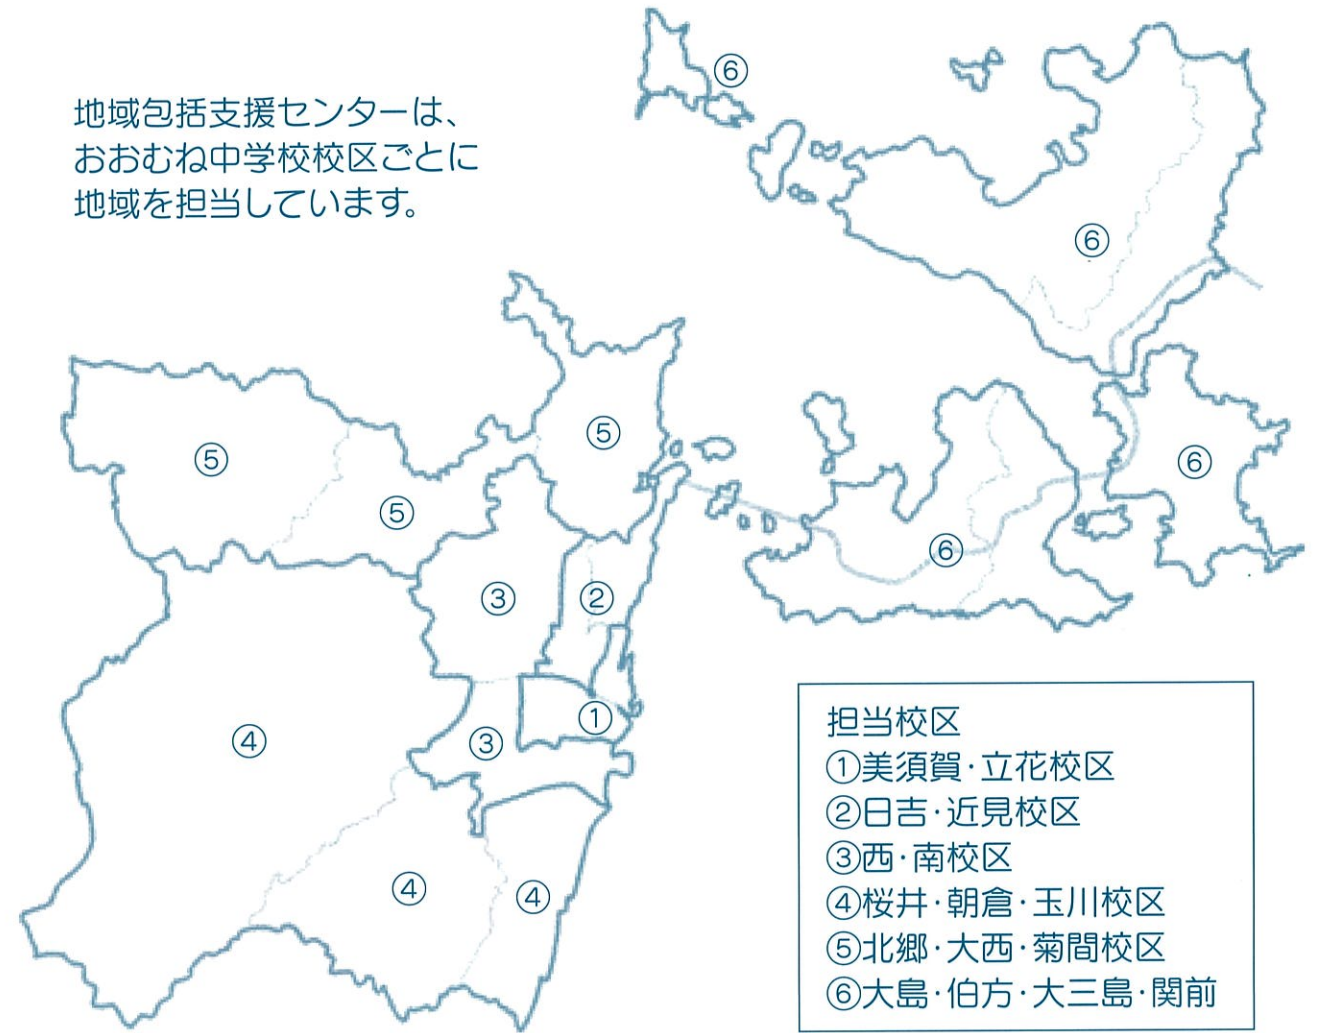 地域包括支援センターは、
おおむね中学校校区ごとに
地域を担当しています。
⑥
⑥
⑤
⑤
⑤
⑥
⑥
③
②
④
③
①
④
④
担当校区
①美須賀・立花校区
②日吉・近見校区
③西・南校区
④桜井・朝倉・玉川校区
⑤北郷・大西・菊間校区
⑥大島・伯方・大三島・関前